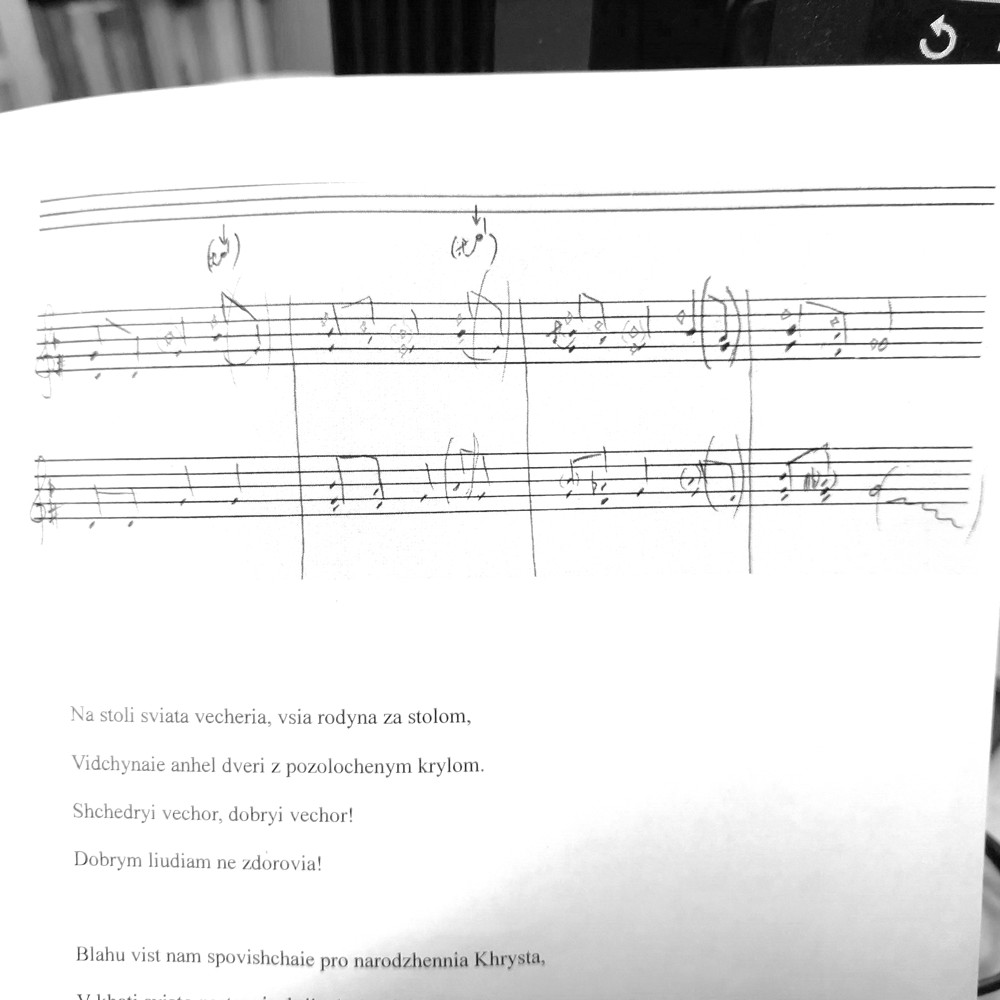 Na stoli sviata vecheria, vsia rodyna za stolom,
Vidchynaie anhel dveri z pozolochenym krylom.
Shchedryi vechor, dobryi vechor!
Dobrym liudiam ne zdorovia!
Blahu vist nam spovishchaie pro narodzhennia Khrysta,